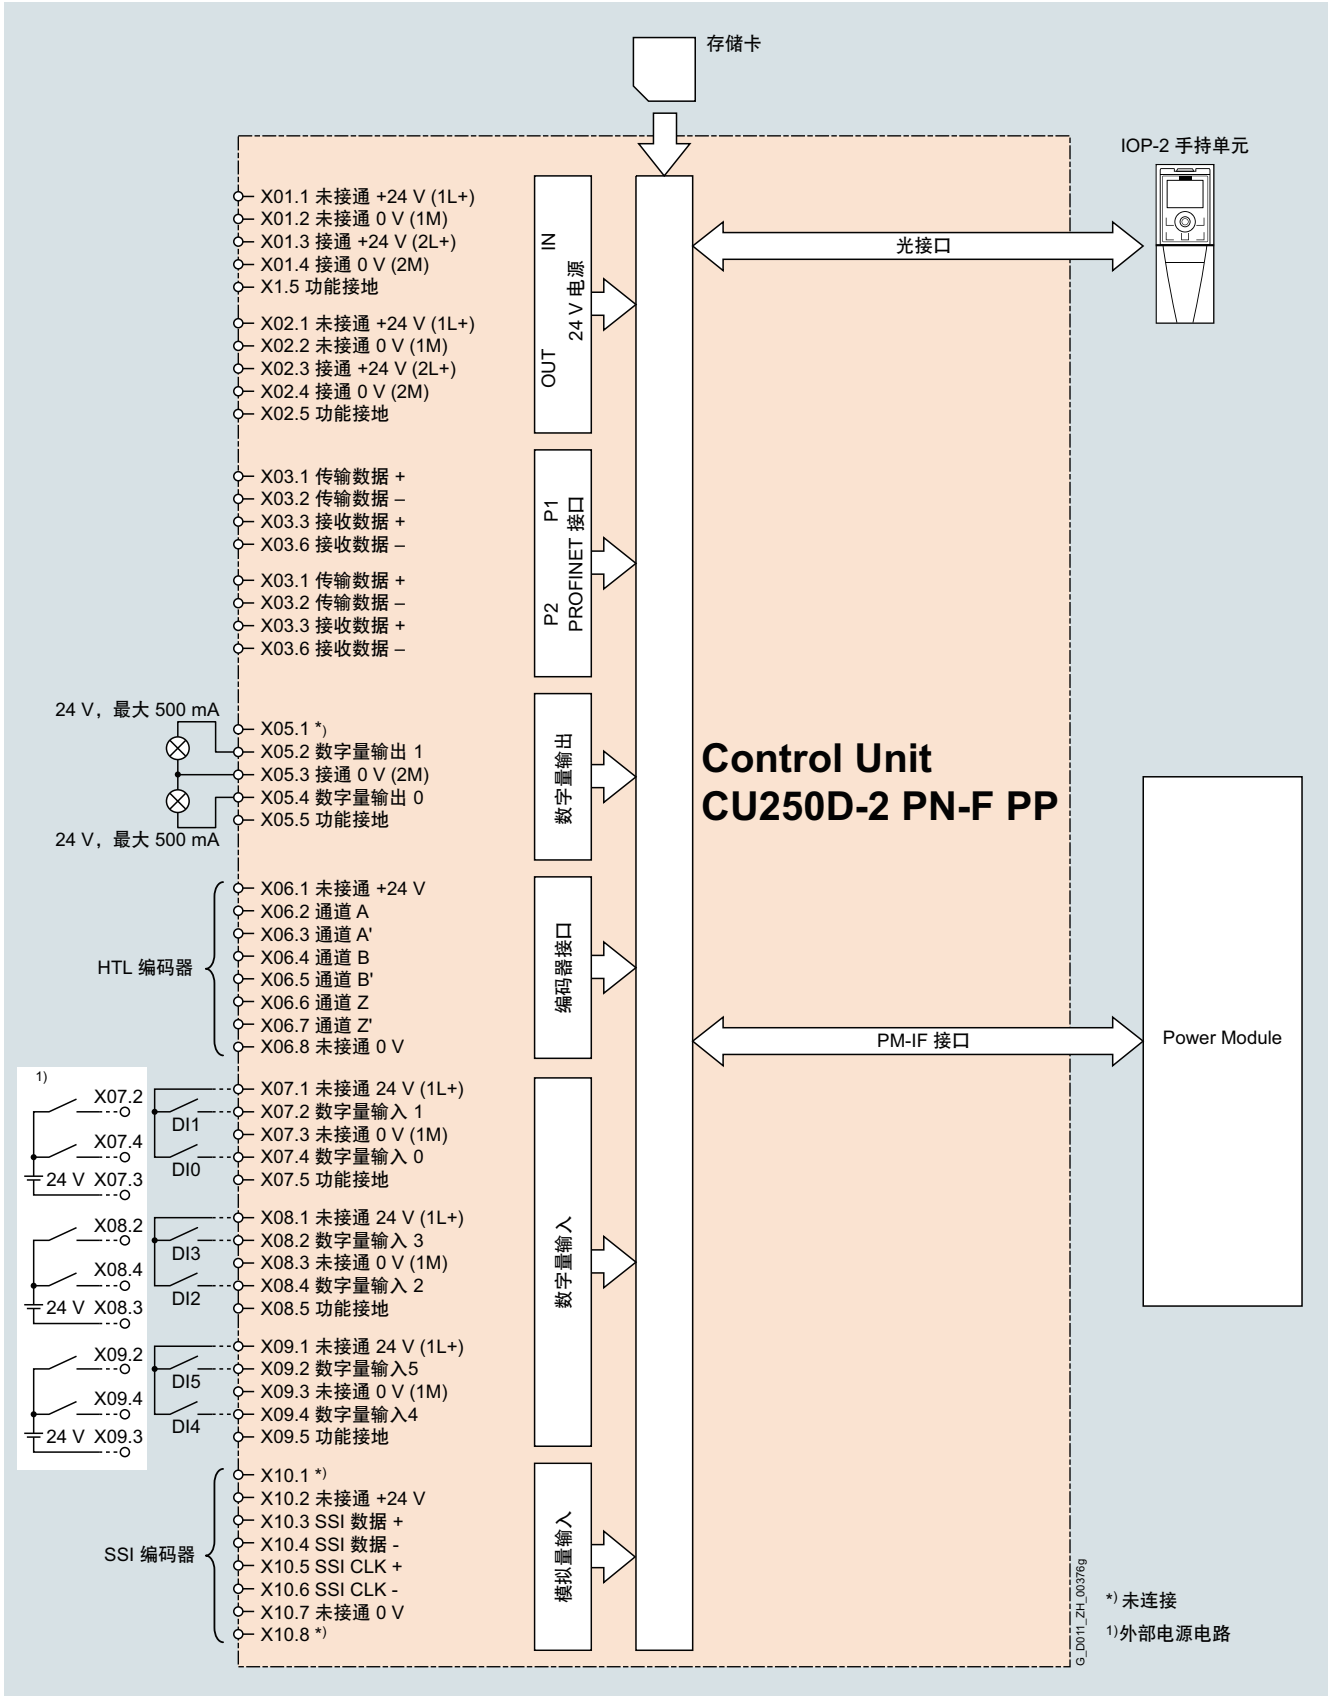 存储卡
IOP-2 手持单元
X01.1 未接通 +24 V (1L+)
X01.2 未接通 0 V (1M)
X01.3 接通 +24 V (2L+)
X01.4 接通 0 V (2M)
X1.5 功能接地
X02.1 未接通 +24 V (1L+)
X02.2 未接通 0 V (1M)
X02.3 接通 +24 V (2L+)
X02.4 接通 0 V (2M)
X02.5 功能接地
IN
OUT
24 V 电源
光接口
X03.1 传输数据 +
X03.2 传输数据 –
X03.3 接收数据 +
X03.6 接收数据 –
X03.1 传输数据 +
X03.2 传输数据 –
X03.3 接收数据 +
X03.6 接收数据 –
P1
P2
PROFINET 接口
24 V，最大 500 mA
24 V，最大 500 mA
X05.1 *)
X05.2 数字量输出 1
X05.3 接通 0 V (2M)
X05.4 数字量输出 0
X05.5 功能接地
数字量输出
Control Unit
CU250D-2 PN-F PP
HTL 编码器
X06.1 未接通 +24 V
X06.2 通道 A
X06.3 通道 A'
X06.4 通道 B
X06.5 通道 B'
X06.6 通道 Z
X06.7 通道 Z'
X06.8 未接通 0 V
编码器接口
PM-IF 接口
Power Module
1)
X07.2
X07.4
24 V X07.3
DI1
DI0
X07.1 未接通 24 V (1L+)
X07.2 数字量输入 1
X07.3 未接通 0 V (1M)
X07.4 数字量输入 0
X07.5 功能接地
X08.2
X08.4
24 V X08.3
DI3
DI2
X08.1 未接通 24 V (1L+)
X08.2 数字量输入 3
X08.3 未接通 0 V (1M)
X08.4 数字量输入 2
X08.5 功能接地
数字量输入
X09.2
X09.4
24 V X09.3
DI5
DI4
X09.1 未接通 24 V (1L+)
X09.2 数字量输入5
X09.3 未接通 0 V (1M)
X09.4 数字量输入4
X09.5 功能接地
SSI 编码器
X10.1 *)
X10.2 未接通 +24 V
X10.3 SSI 数据 +
X10.4 SSI 数据 -
X10.5 SSI CLK +
X10.6 SSI CLK -
X10.7 未接通 0 V
X10.8 *)
模拟量输入
G_D011_ZH_00376g
*) 未连接
1)外部电源电路